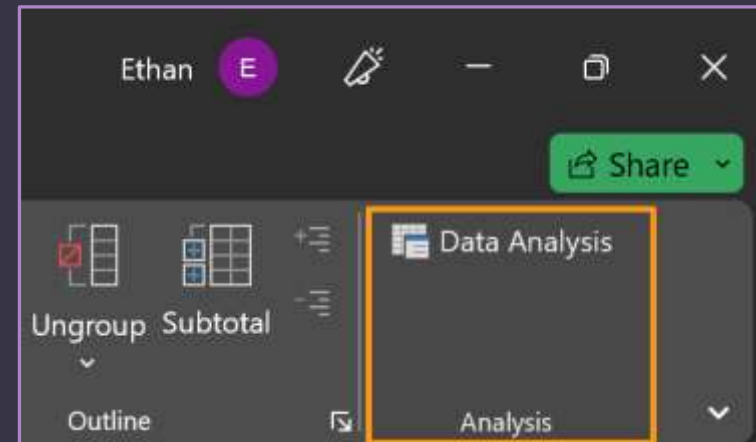 Ethan E
Share
Data Analysis
Ungroup Subtotal
Outline Analysis